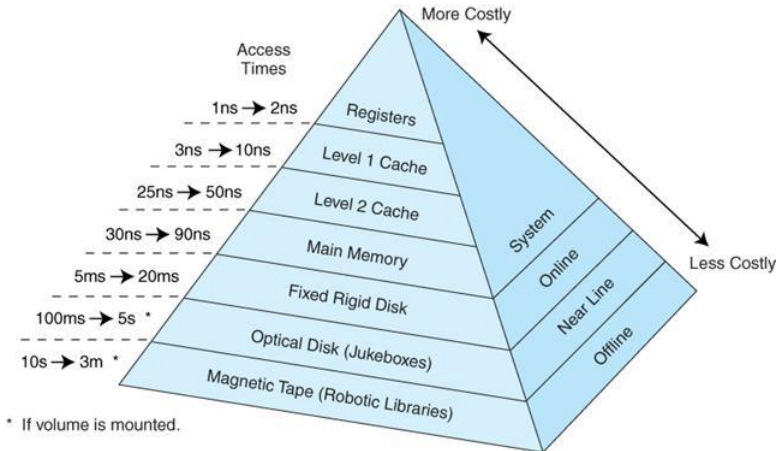 More Costly
Access
Times
1ns → 2ns
Registers
3ns → 10ns
Level 1 Cache
25ns → 50ns
Level 2 Cache
System
30ns → 90ns
Main Memory
Online
Less Costly
5ms → 20ms
Fixed Rigid Disk
Near Line
100ms → 5s *
Optical Disk (Jukeboxes)
Offline
10s → 3m *
Magnetic Tape (Robotic Libraries)
* If volume is mounted.